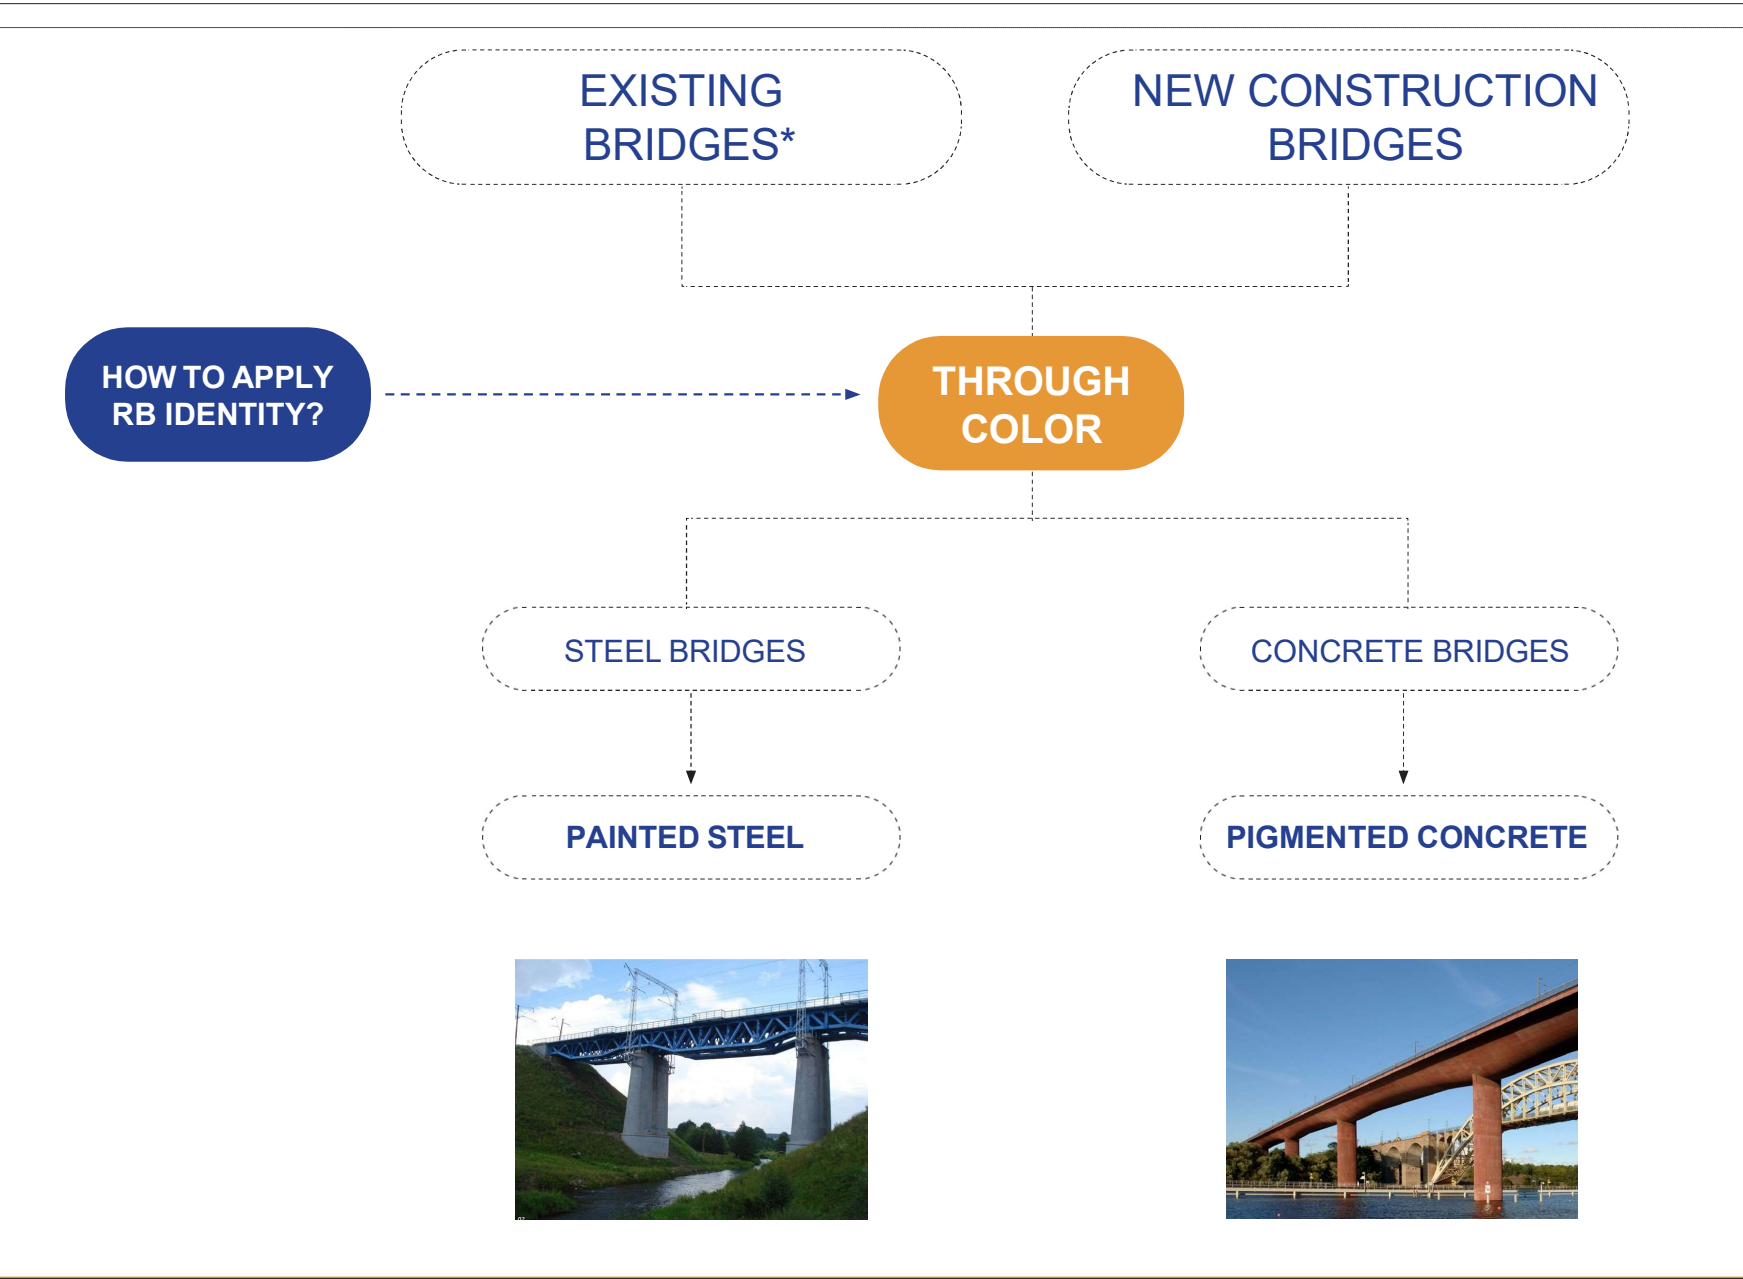 EXISTING
BRIDGES*
NEW CONSTRUCTION
BRIDGES
HOW TO APPLY
RB IDENTITY?
THROUGH
COLOR
STEEL BRIDGES
CONCRETE BRIDGES
PAINTED STEEL
PIGMENTED CONCRETE